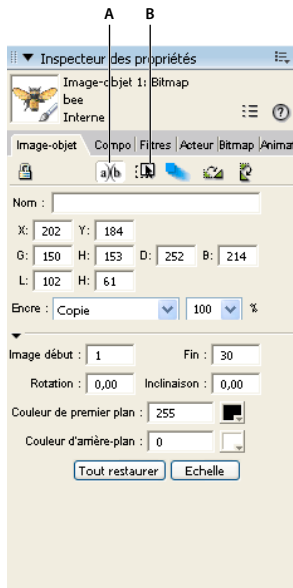 A B
Inspecteur des propriétés
Image-objet 1: Bitmap
bee
Interne
Image-objet Compo Filtres Acteur Bitmap Animat
a)(b
Nom :
X: 202 Y: 184
G: 150 H: 153 D: 252 B: 214
L: 102 H: 61
Encre : Copie 100 %
Image début : 1 Fin : 30
Rotation : 0,00 Inclinaison : 0,00
Couleur de premier plan : 255
Couleur d'arrière-plan : 0
Tout restaurer Echelle